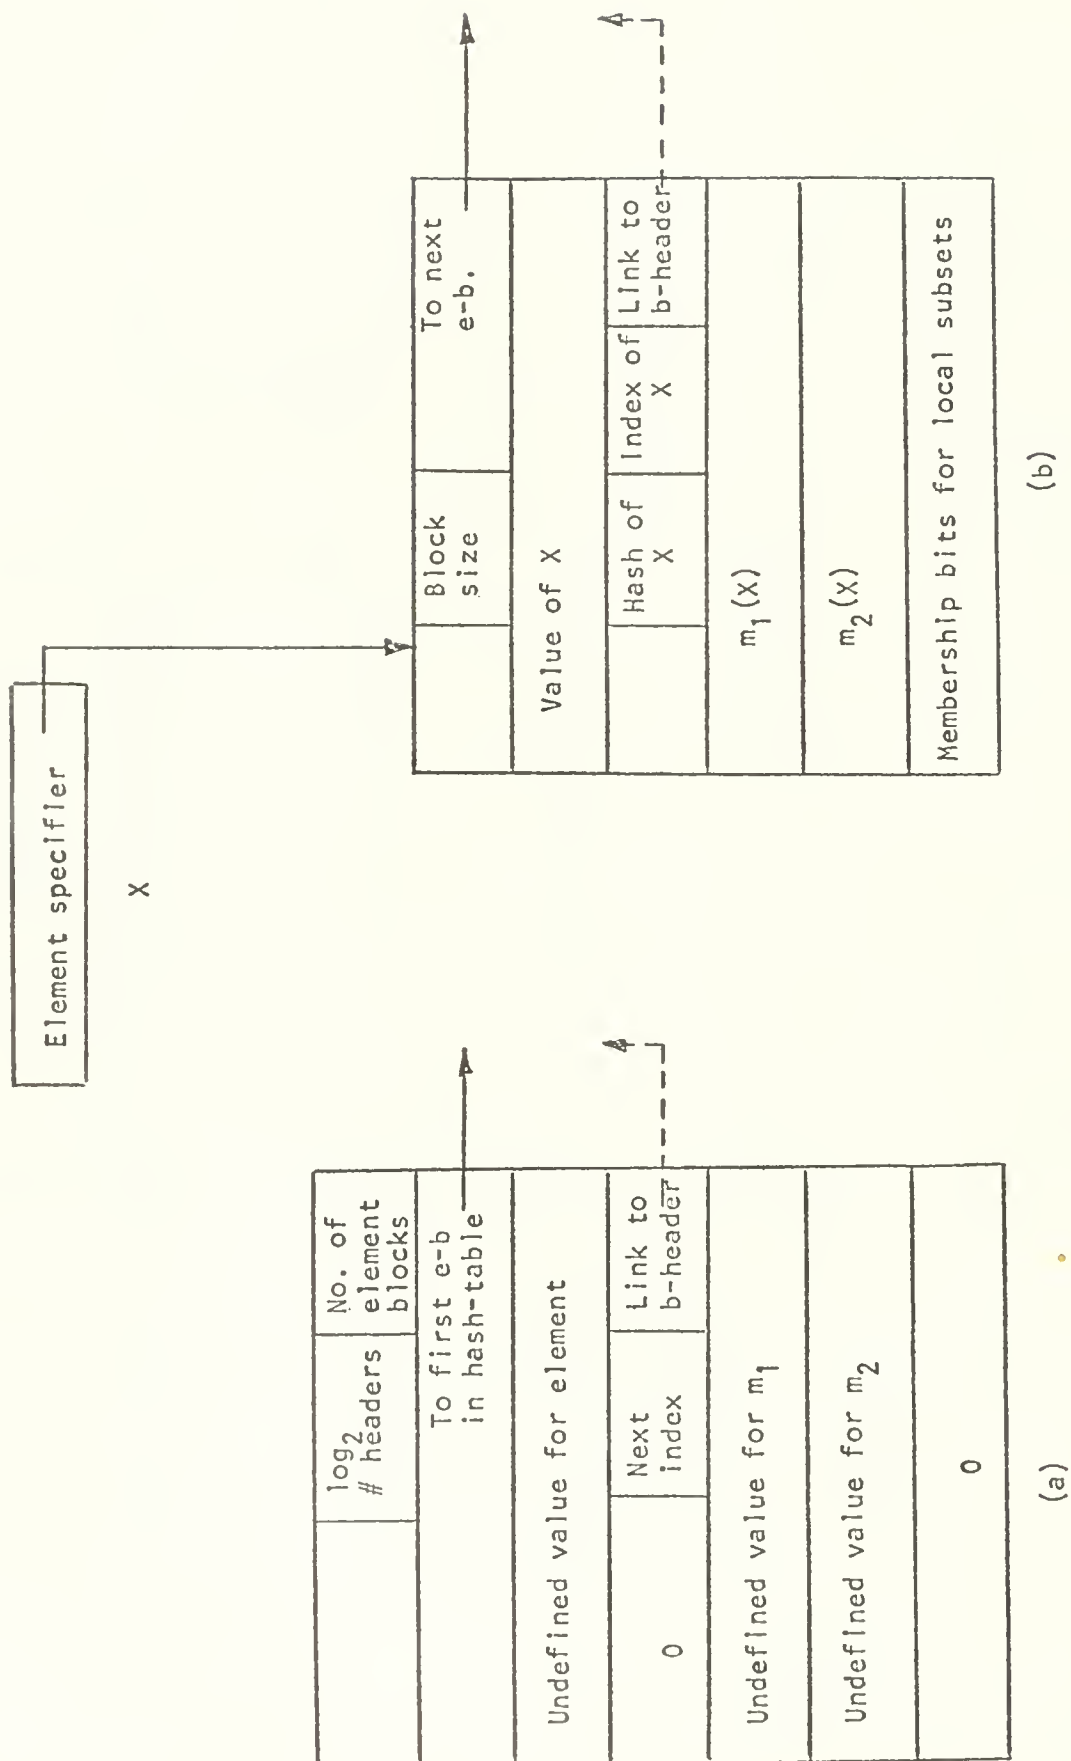 Element specifier
X
log2
# headers
No. of
element
blocks
To first e-b
in hash-table
Undefined value for element
0
Next
index
Link to
b-header
Undefined value for m1
Undefined value for m2
0
(a)
Block
size
To next
e-b.
Value of X
Hash of
X
Index of
X
Link to
b-header
m1(X)
m2(X)
Membership bits for local subsets
(b)